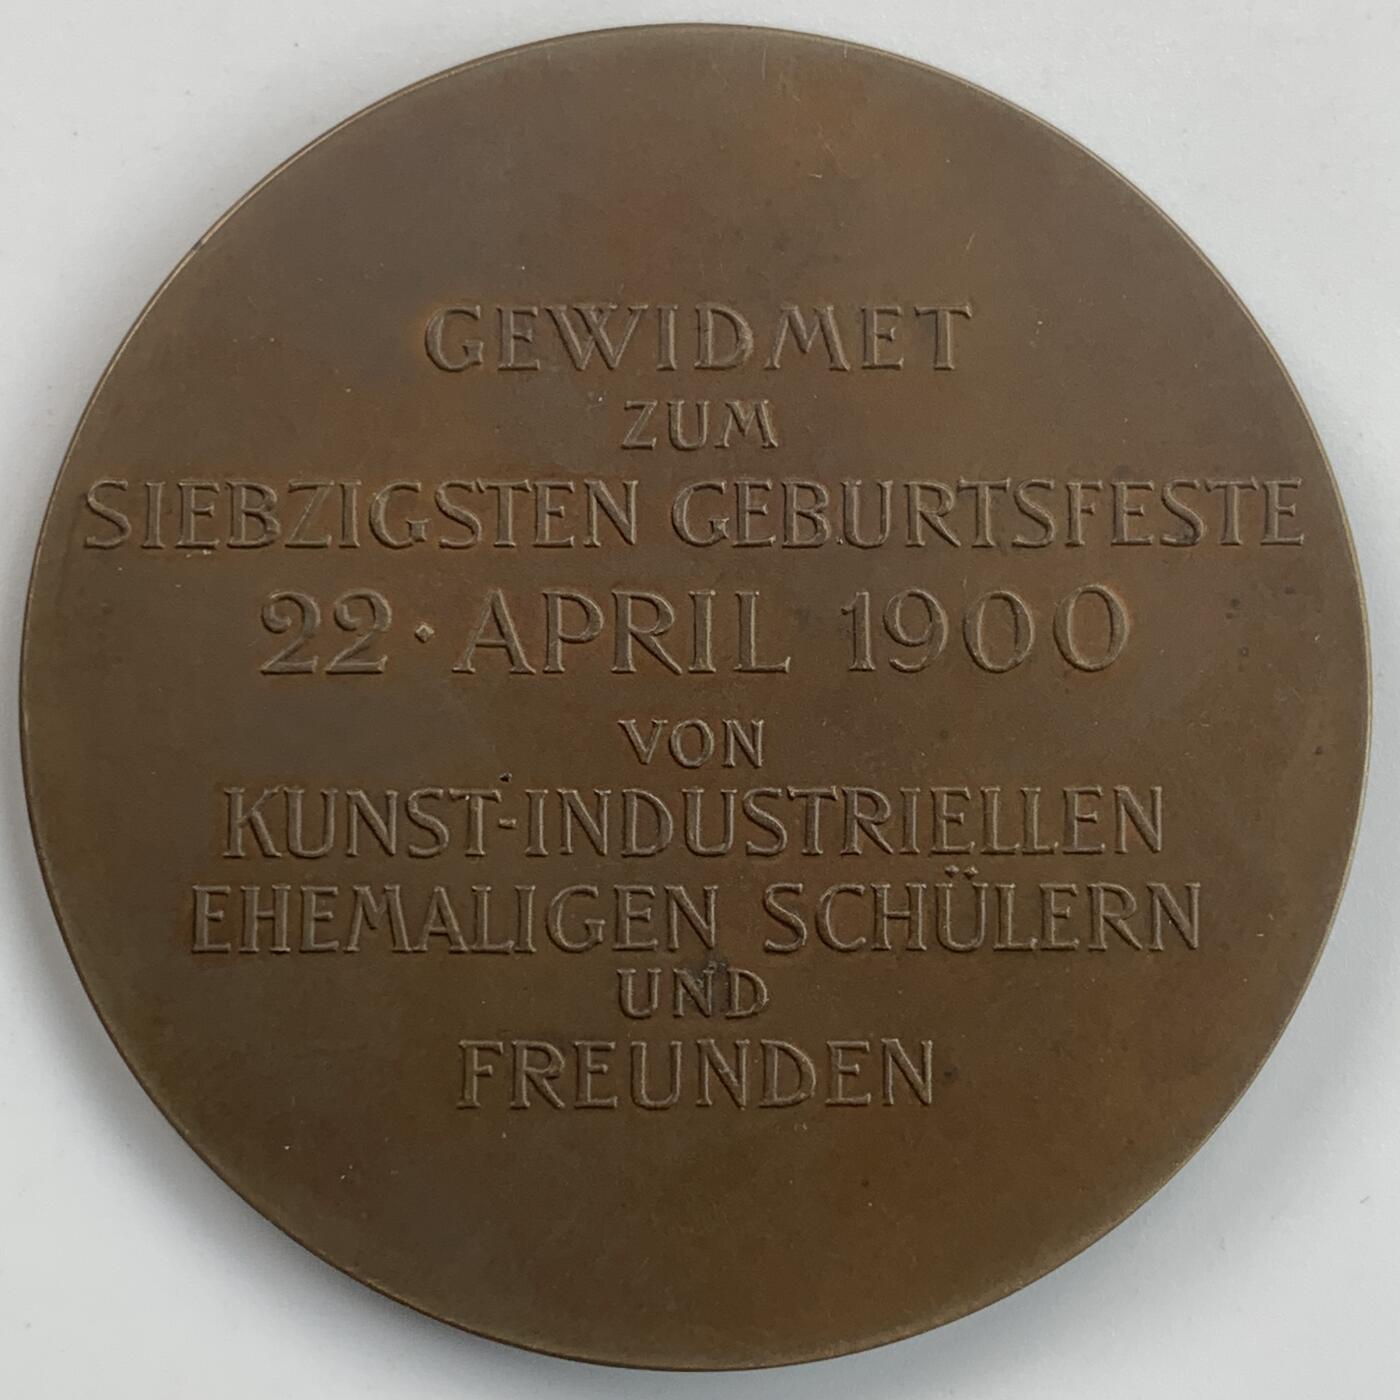 GEWIDMET
ZUM
SIEBZIGSTEN GEBURTSFESTE
22 · APRIL 1900
VON
KUNST-INDUSTRIELLEN
EHEMALIGEN SCHÜLERN
UND
FREUNDEN